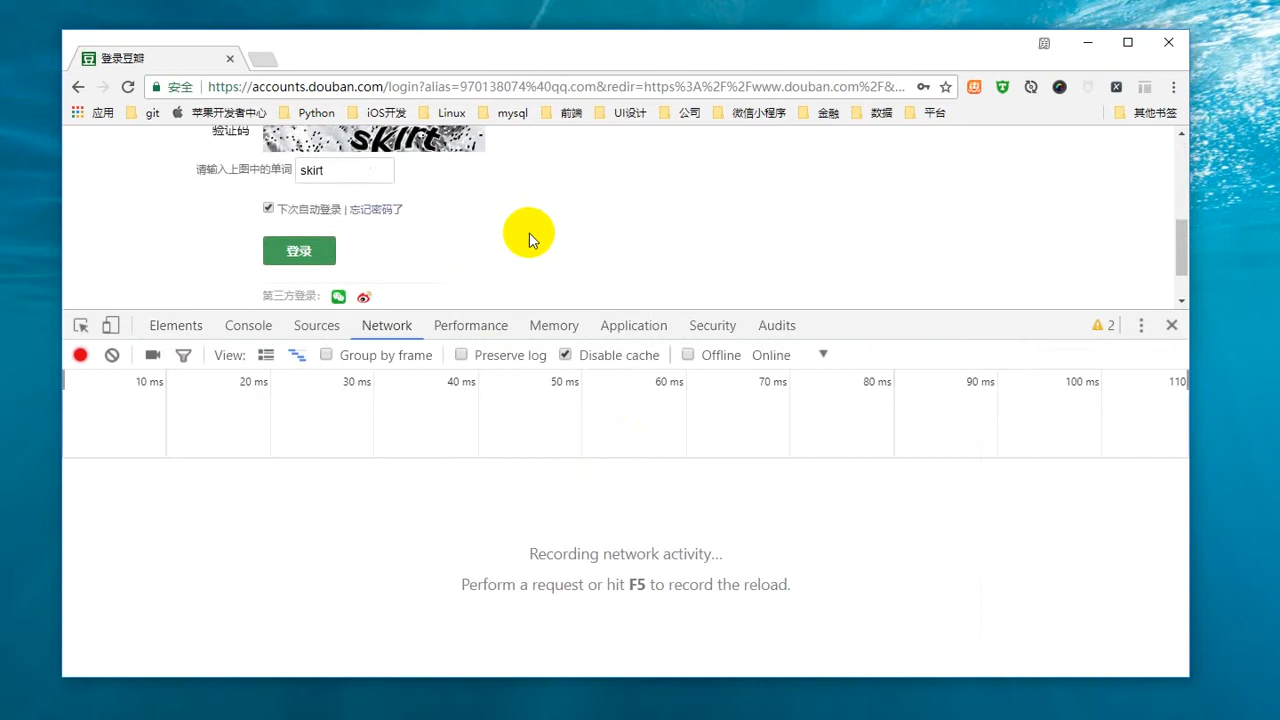 登录豆瓣
安全 https://accounts.douban.com/login?alias=970138074%40qq.com&redir=https%3A%2F%2Fwww.douban.com%2F&...
应用 git 苹果开发者中心 Python iOS开发 Linux mysql 前端 UI设计 公司 微信小程序 金融 数据 平台 其他书签
验证码 skirt
请输入上图中的单词 skirt
下次自动登录 | 忘记密码了
登录
第三方登录:
Elements Console Sources Network Performance Memory Application Security Audits 2
View: Group by frame Preserve log Disable cache Offline Online
10 ms 20 ms 30 ms 40 ms 50 ms 60 ms 70 ms 80 ms 90 ms 100 ms 110
Recording network activity...
Perform a request or hit F5 to record the reload.